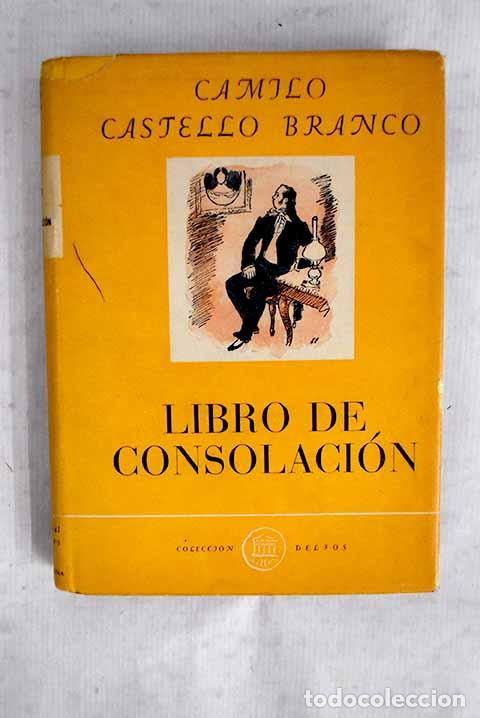 CAMILO
CASTELLO BRANCO
LIBRO DE
CONSOLACIÓN
COLECCIÓN DELFOS
todocoleccion